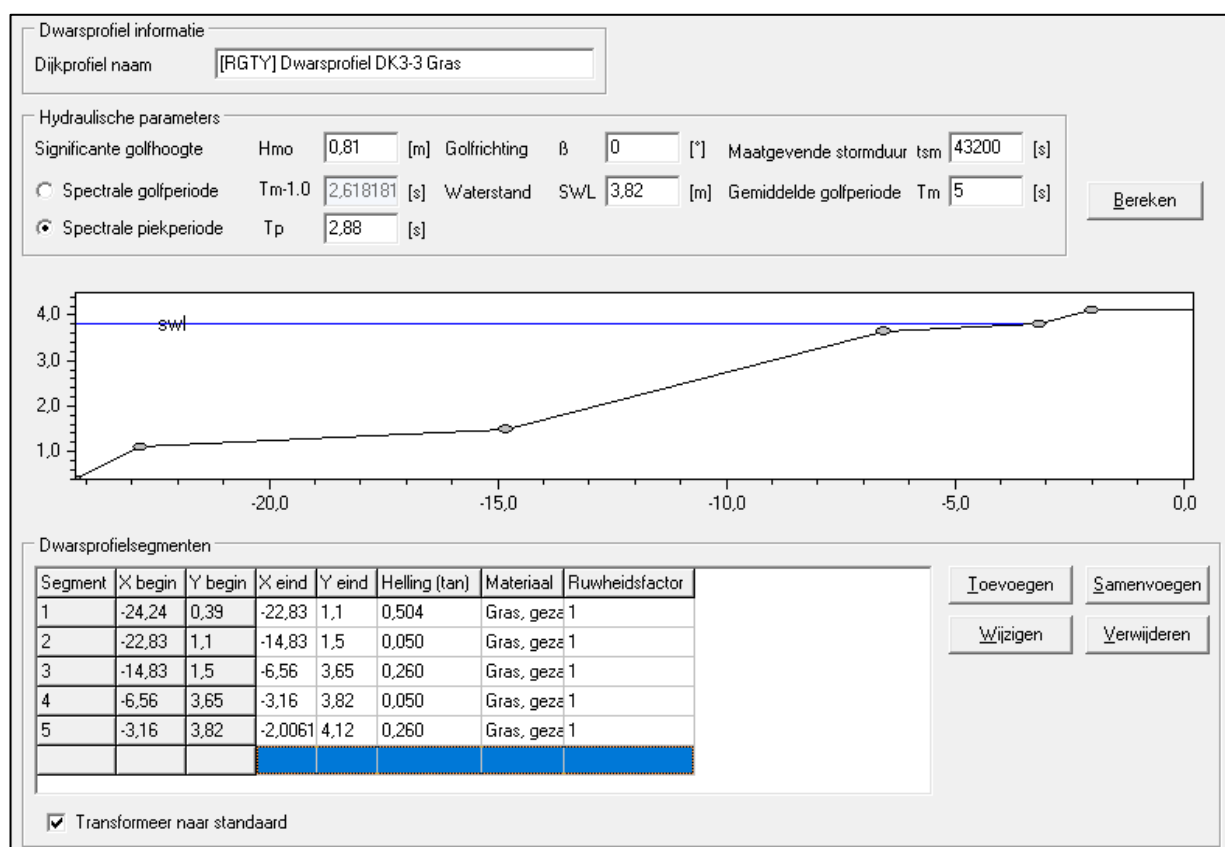 Dwarsprofiel informatie
Dijkprofiel naam [RGTY] Dwarsprofiel DK3-3 Gras
Hydraulische parameters
Significante golfhoogte Hmo 0,81 [m] Golfrichting ß 0 [°] Maatgevende stormduur tsm 43200 [s]
Spectrale golfperiode Tm-1.0 2,618181 [s] Waterstand SWL 3,82 [m] Gemiddelde golfperiode Tm 5 [s]
Bereken
Spectrale piekperiode Tp 2,88 [s]
4,0
swl
3,0
2,0
1,0
-20,0 -15,0 -10,0 -5,0 0,0
Dwarsprofielsegmenten
Segment X begin Y begin X eind Y eind Helling (tan) Materiaal Ruwheidsfactor
1 -24,24 0,39 -22,83 1,1 0,504 Gras, geza 1
2 -22,83 1,1 -14,83 1,5 0,050 Gras, geza 1
3 -14,83 1,5 -6,56 3,65 0,260 Gras, geza 1
4 -6,56 3,65 -3,16 3,82 0,050 Gras, geza 1
5 -3,16 3,82 -2,0061 4,12 0,260 Gras, geza 1
Toevoegen Samenvoegen
Wijzigen Verwijderen
Transformeer naar standaard